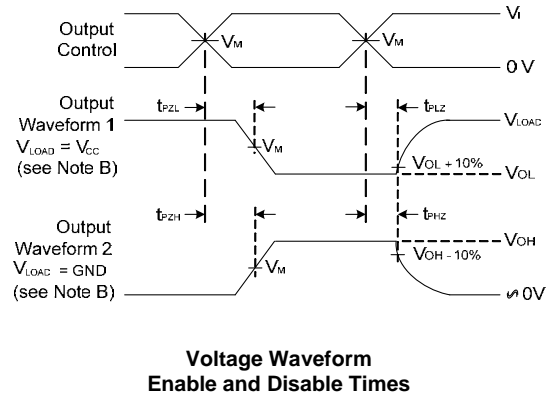 Output
Control
VM
VM
VI
0 V
Output
Waveform 1
VLOAD = VCC
(see Note B)
tPZL
tPLZ
VM
VLOAD
VOL + 10%
VOL
Output
Waveform 2
VLOAD = GND
(see Note B)
tPZH
tPHZ
VM
VOH
VOH - 10%
0V
Voltage Waveform
Enable and Disable Times